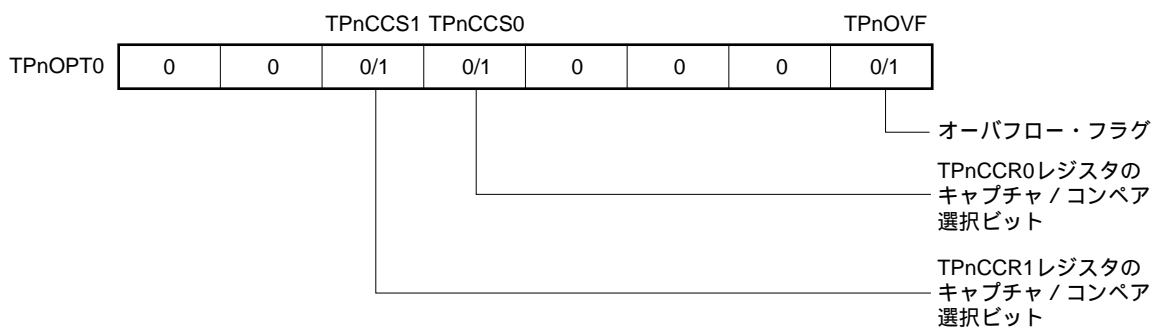 TPnCCS1 TPnCCS0 TPnOVF
TPnOPT0 0 0 0/1 0/1 0 0 0 0/1
オーバフロー・フラグ
TPnCCR0レジスタの
キャプチャ／コンペア
選択ビット
TPnCCR1レジスタの
キャプチャ／コンペア
選択ビット